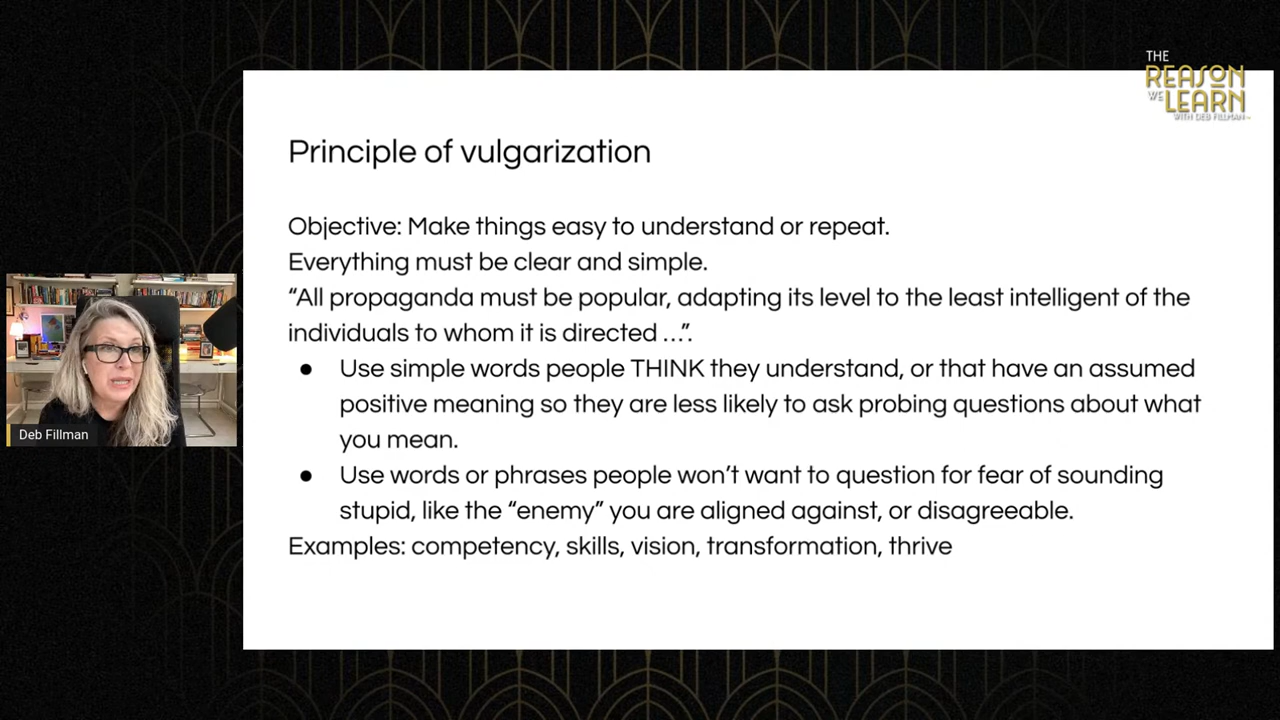 THE
REASON
WE LEARN
WITH DEB FILLMAN
Principle of vulgarization
Objective: Make things easy to understand or repeat.
Everything must be clear and simple.
“All propaganda must be popular, adapting its level to the least intelligent of the
individuals to whom it is directed …”.
● Use simple words people THINK they understand, or that have an assumed
positive meaning so they are less likely to ask probing questions about what
you mean.
● Use words or phrases people won’t want to question for fear of sounding
stupid, like the “enemy” you are aligned against, or disagreeable.
Examples: competency, skills, vision, transformation, thrive
Deb Fillman